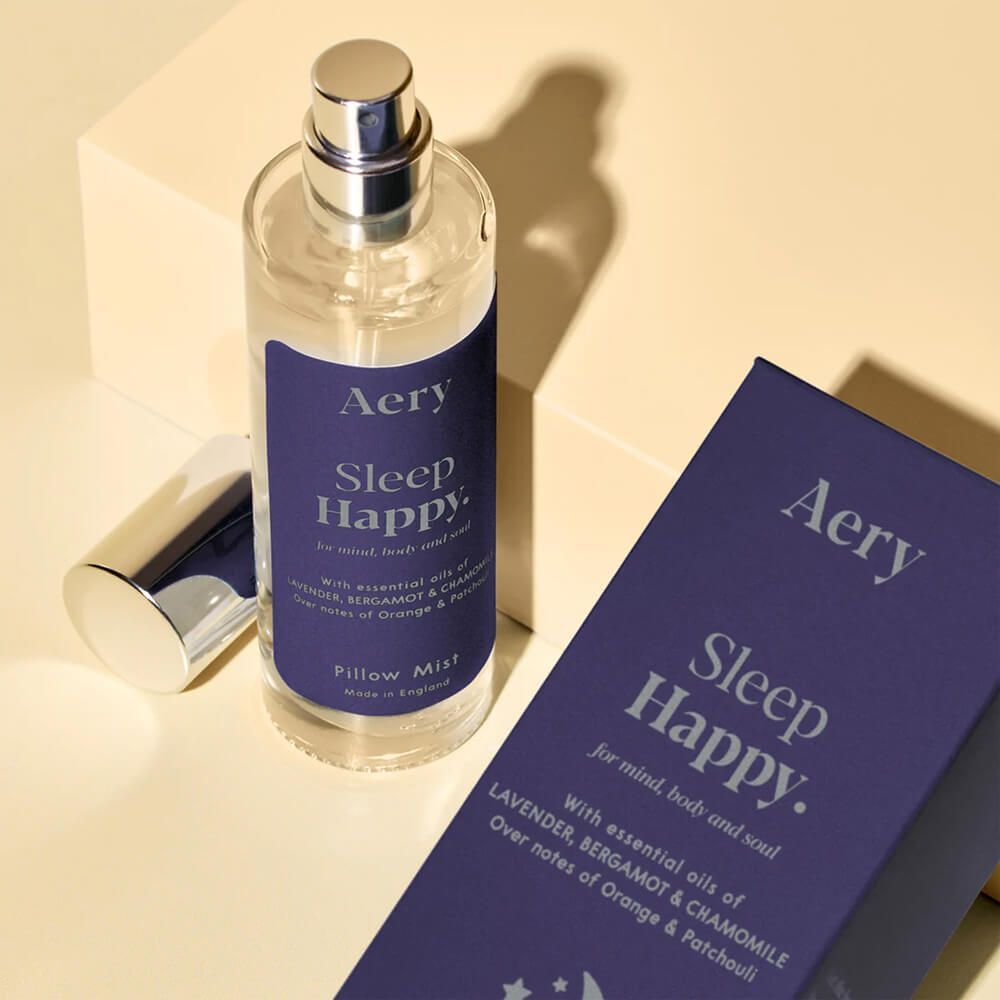 Aery
Sleep
Happy.
for mind, body and soul
With essential oils of
LAVENDER, BERGAMOT & CHAMOMILE
Over notes of Orange & Patchouli
Pillow Mist
Made in England
Aery
Sleep
Happy.
for mind, body and soul
With essential oils of
LAVENDER, BERGAMOT & CHAMOMILE
Over notes of Orange & Patchouli